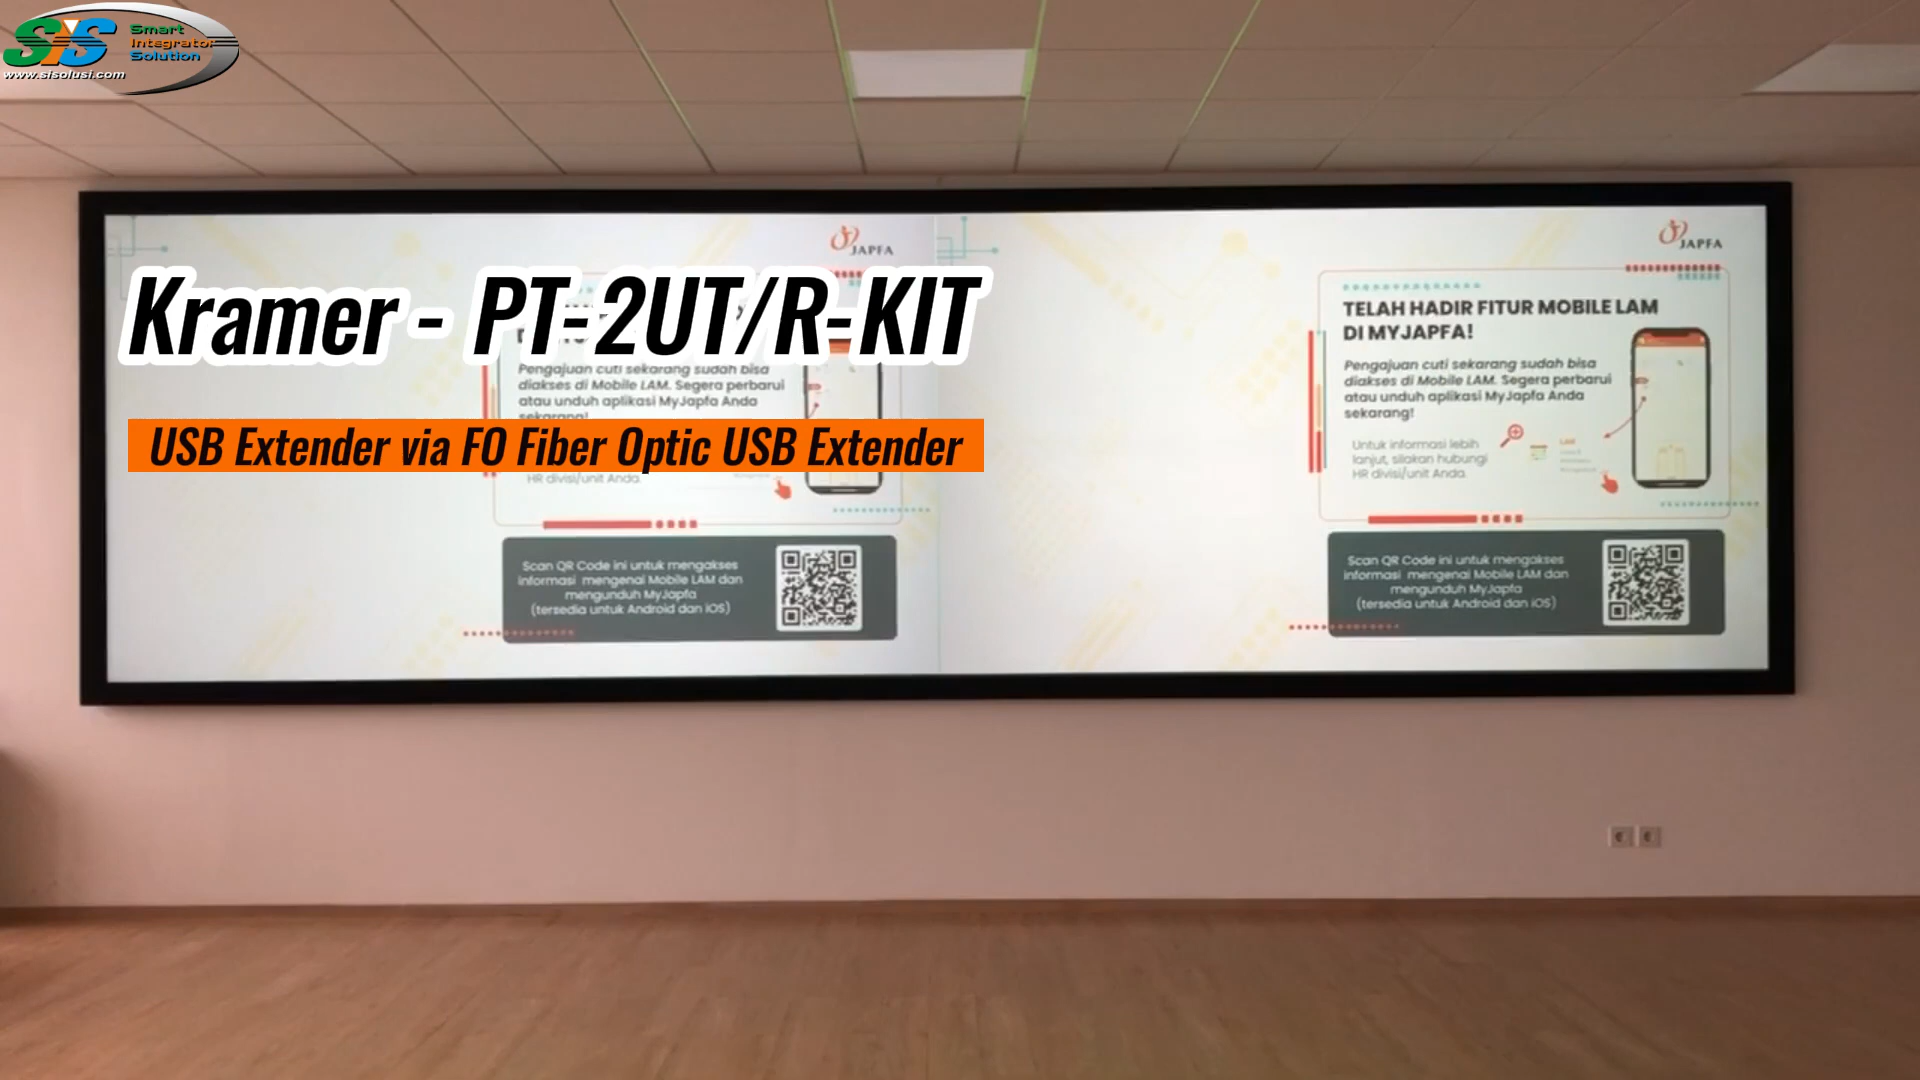 SiS
Smart
Integrator
Solution
www.sisolusi.com
Kramer - PT-2UT/R-KIT
USB Extender via FO Fiber Optic USB Extender
JAPFA
Pengajuan cuti sekarang sudah bisa
diakses di Mobile LAM. Segera perbarui
atau unduh aplikasi MyJapfa Anda
sekarang!
HR divisi/unit Anda.
Scan QR Code ini untuk mengakses
informasi mengenai Mobile LAM dan
mengunduh MyJapfa
(tersedia untuk Android dan iOS)
JAPFA
TELAH HADIR FITUR MOBILE LAM
DI MYJAPFA!
Pengajuan cuti sekarang sudah bisa
diakses di Mobile LAM. Segera perbarui
atau unduh aplikasi MyJapfa Anda
sekarang!
Untuk informasi lebih
lanjut, silakan hubungi
HR divisi/unit Anda.
LAM
Scan QR Code ini untuk mengakses
informasi mengenai Mobile LAM dan
mengunduh MyJapfa
(tersedia untuk Android dan iOS)